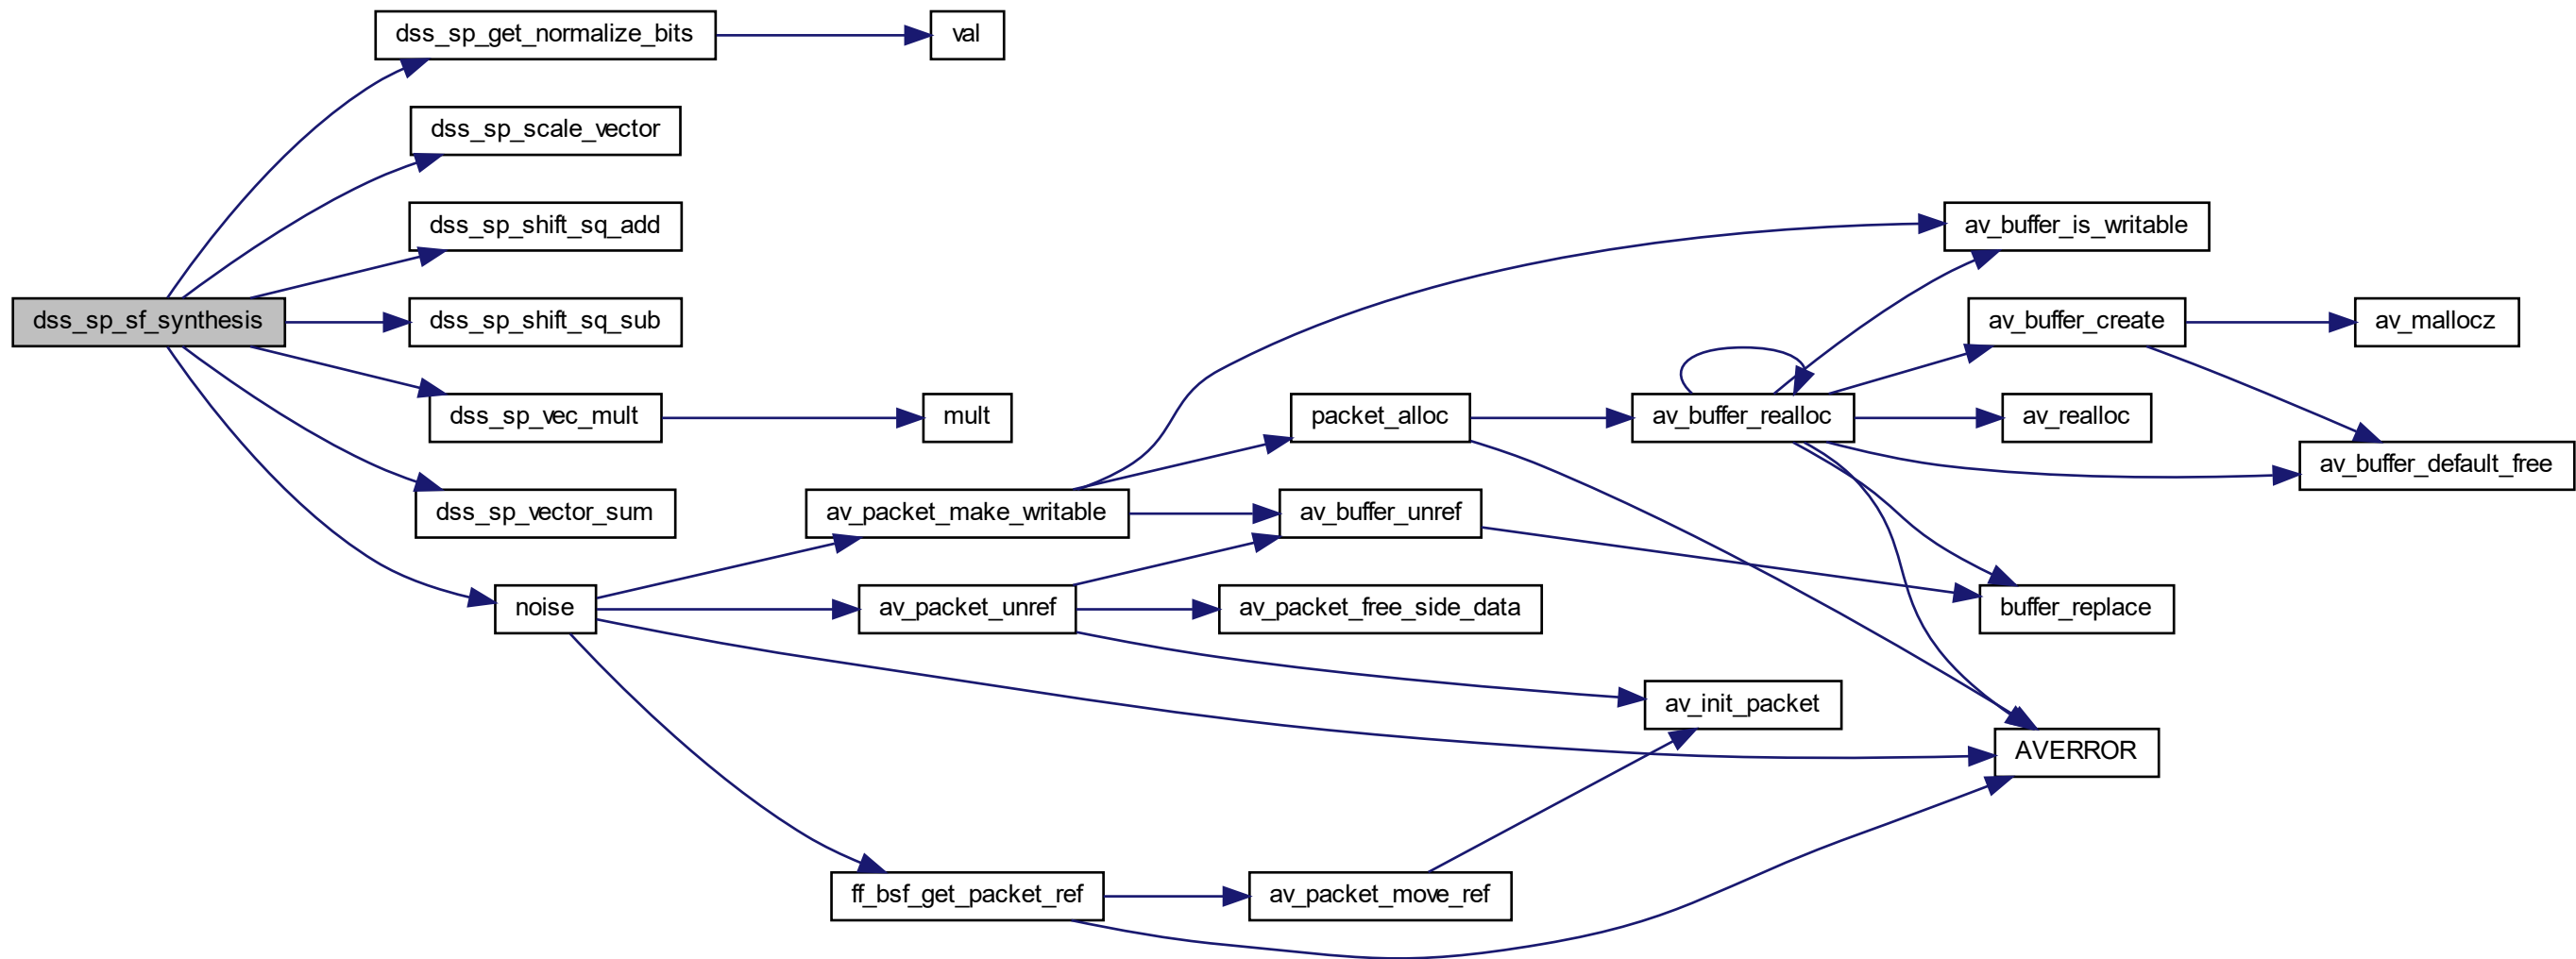 dss_sp_get_normalize_bits
val
dss_sp_scale_vector
dss_sp_shift_sq_add
av_buffer_is_writable
dss_sp_sf_synthesis
dss_sp_shift_sq_sub
av_buffer_create
av_mallocz
dss_sp_vec_mult
mult
packet_alloc
av_buffer_realloc
av_realloc
av_buffer_default_free
dss_sp_vector_sum
av_packet_make_writable
av_buffer_unref
noise
av_packet_unref
av_packet_free_side_data
buffer_replace
av_init_packet
AVERROR
ff_bsf_get_packet_ref
av_packet_move_ref